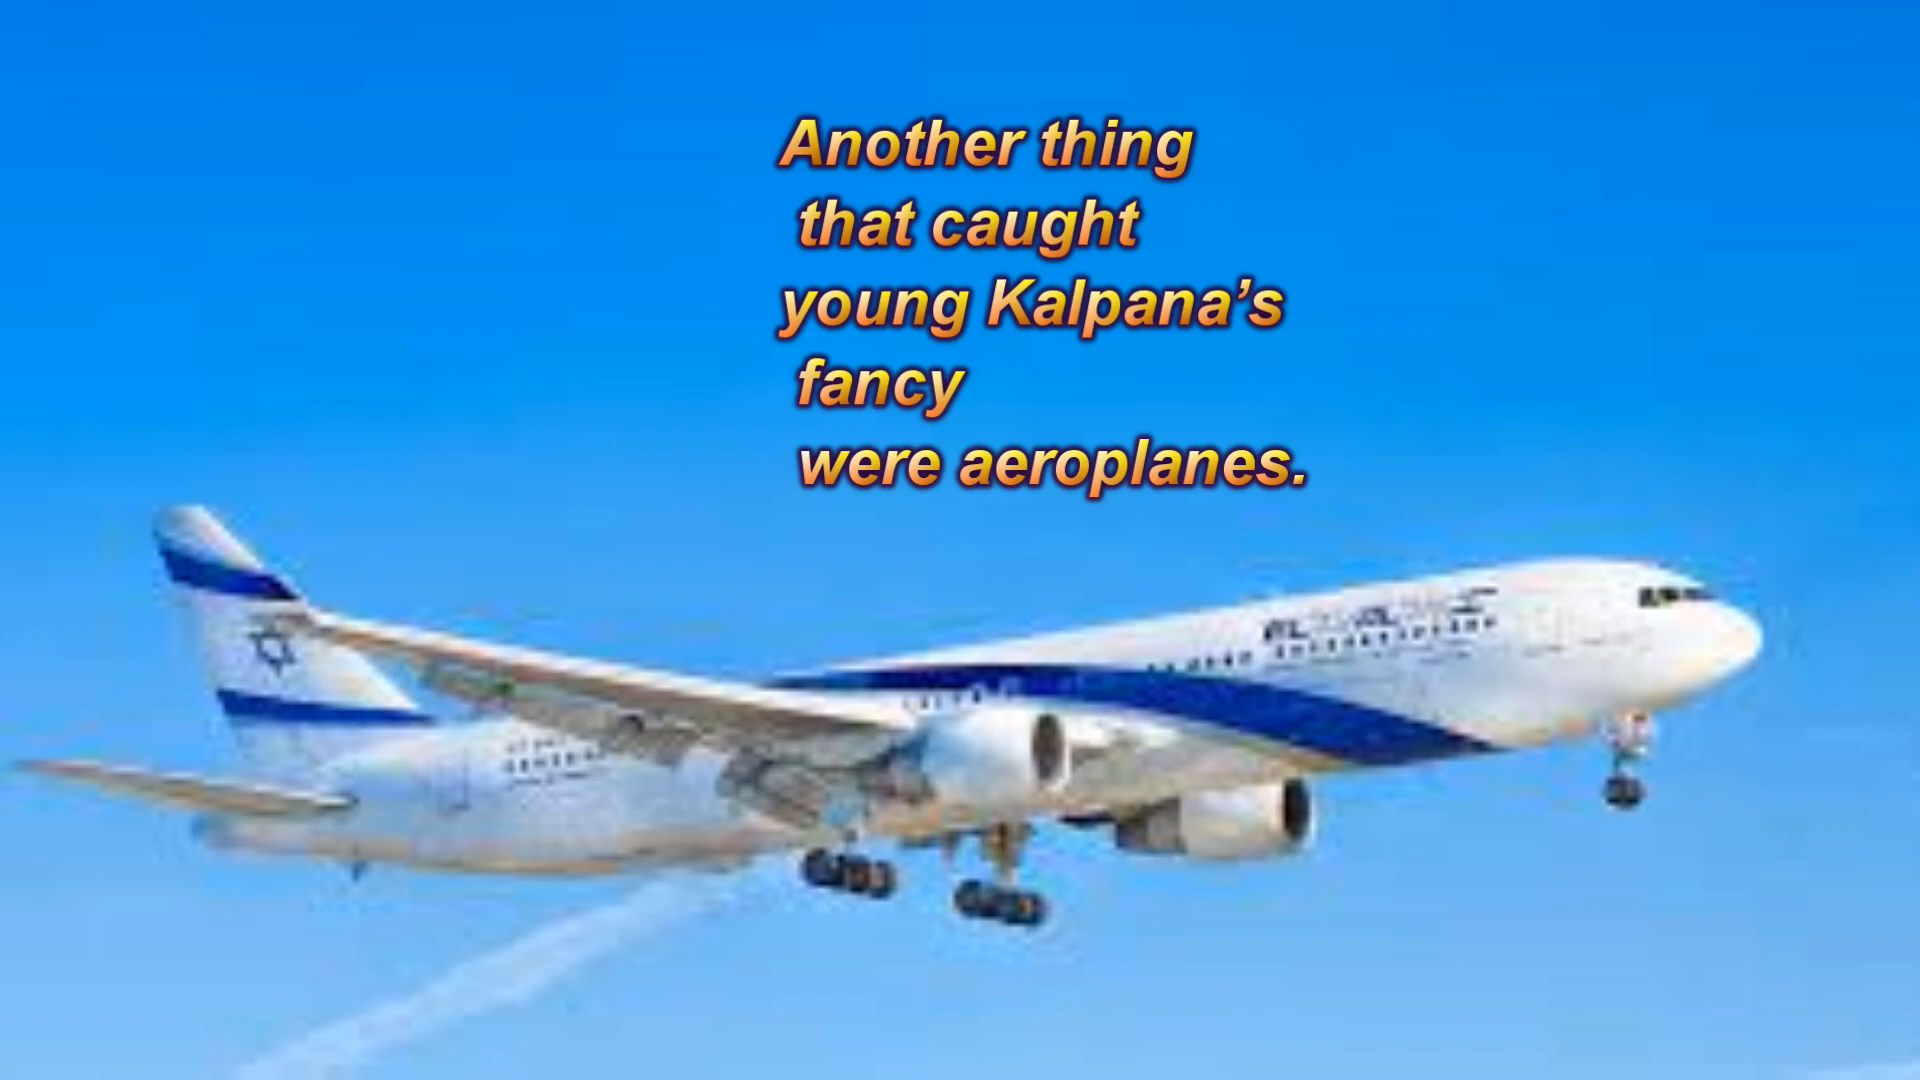 Another thing
that caught
young Kalpana’s
fancy
were aeroplanes.